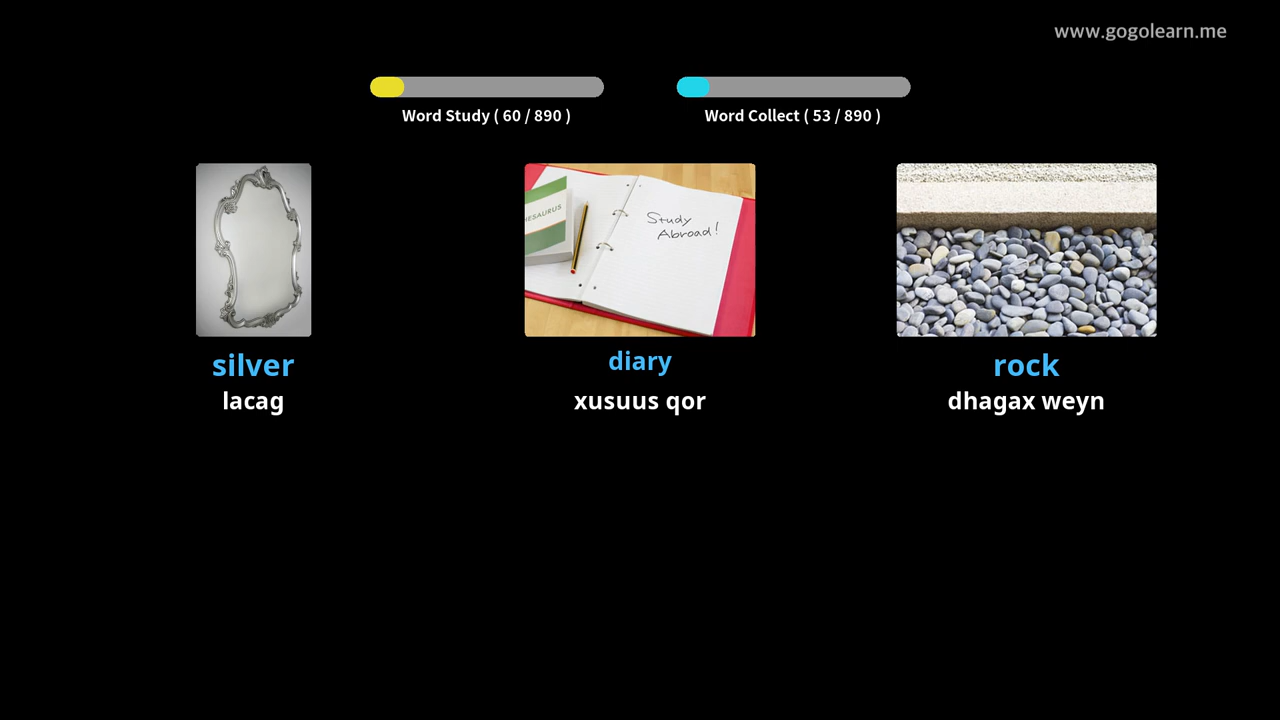 www.gogolearn.me
Word Study ( 60 / 890 )
Word Collect ( 53 / 890 )
HESAURUS
Study
Abroad!
silver
diary
rock
lacag
xusuus qor
dhagax weyn